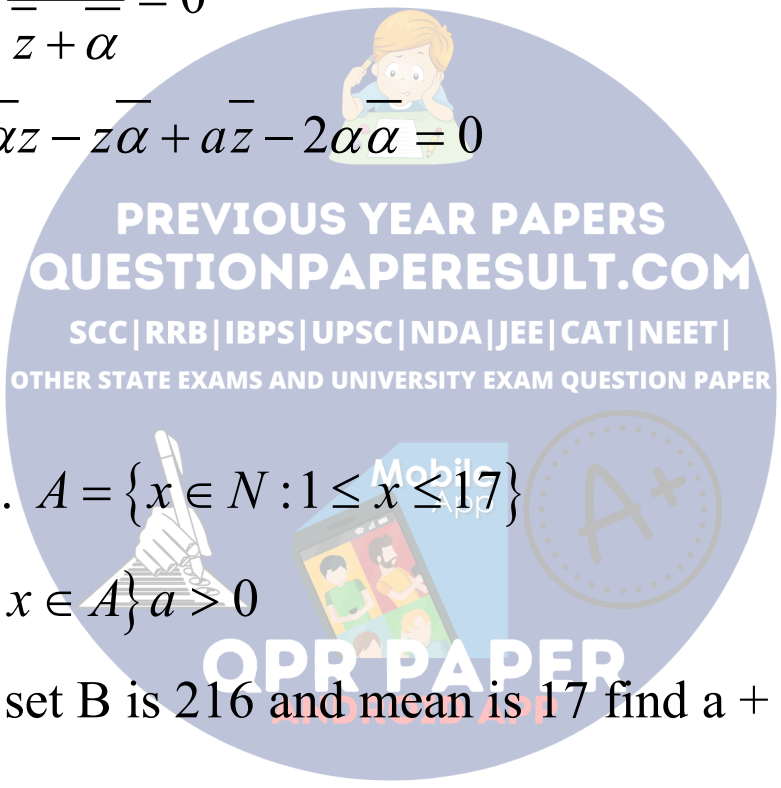 = 0
z + α
αz − zα̅ + az̅ − 2αα̅ = 0
PREVIOUS YEAR PAPERS
QUESTIONPAPERESULT.COM
SCC|RRB|IBPS|UPSC|NDA|JEE|CAT|NEET|
OTHER STATE EXAMS AND UNIVERSITY EXAM QUESTION PAPER
Mobile
App
A+
. A = {x ∈ N : 1 ≤ x ≤ 17}
x ∈ A} a > 0
QPR PAPER
set B is 216 and mean is 17 find a +
ANDROID APP